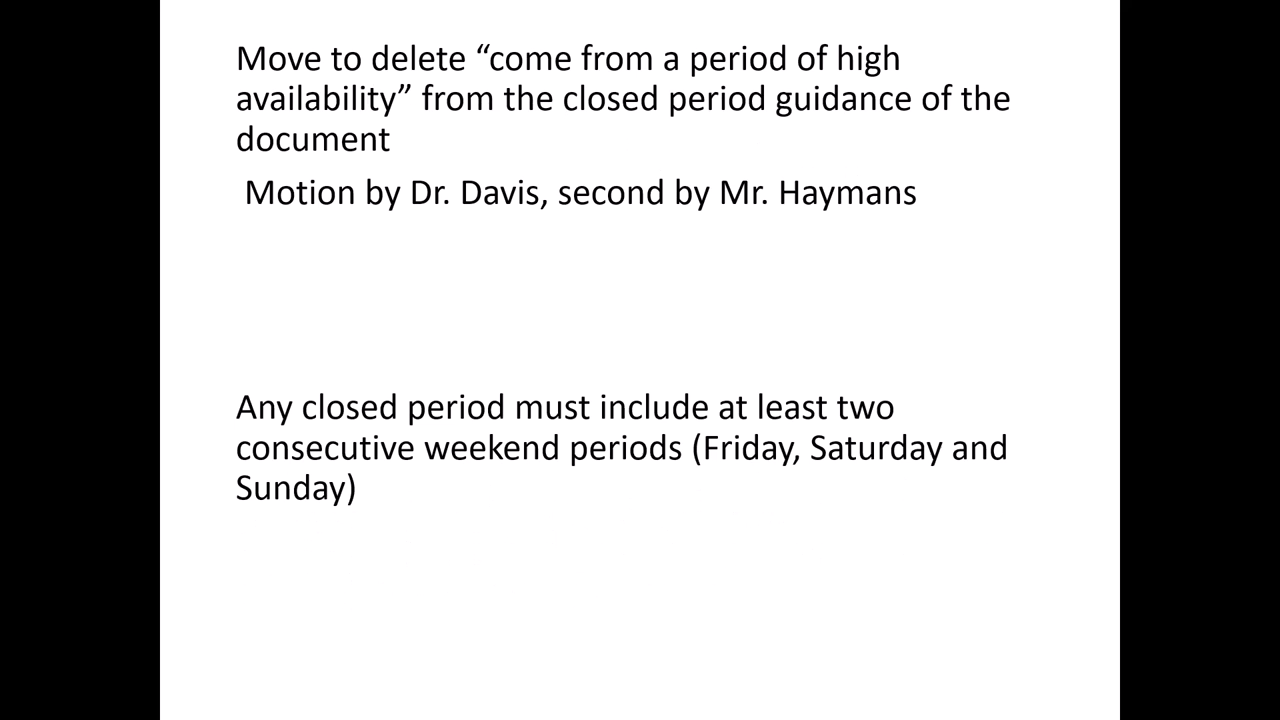 Move to delete “come from a period of high
availability” from the closed period guidance of the
document
Motion by Dr. Davis, second by Mr. Haymans
Any closed period must include at least two
consecutive weekend periods (Friday, Saturday and
Sunday)